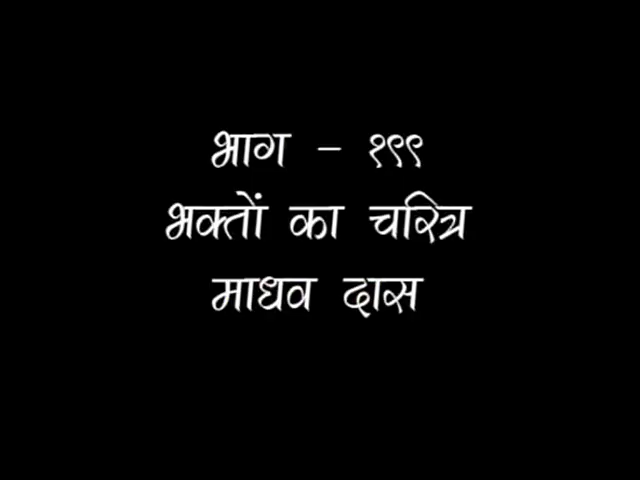 भाग - १९९
भक्तों का चरित्र
माधव दास